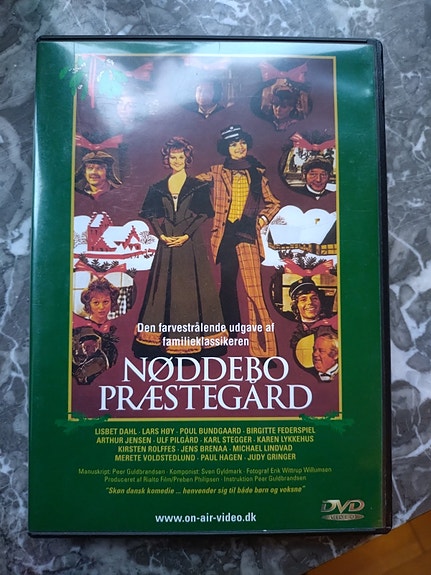 Den farvestrålende udgave af
familieklassikeren
NØDDEBO
PRÆSTEGÅRD
LISBET DAHL · LARS HØY · POUL BUNDGAARD · BIRGITTE FEDERSPIEL
ARTHUR JENSEN · ULF PILGÅRD · KARL STEGGER · KAREN LYKKEHUS
KIRSTEN ROLFFES · JENS BRENAA · MICHAEL LINDVAD
MERETE VOLDSTEDLUND · PAUL HAGEN · JUDY GRINGER
Manuskript: Peer Guldbrandsen · Komponist: Sven Gyldmark · Fotograf Erik Wittrup Willumsen
Produceret af Rialto Film/Preben Philipsen · Instruktion Peer Guldbrandsen
"Skøn dansk komedie ... henvender sig til både børn og voksne"
DVD
VIDEO
www.on-air-video.dk